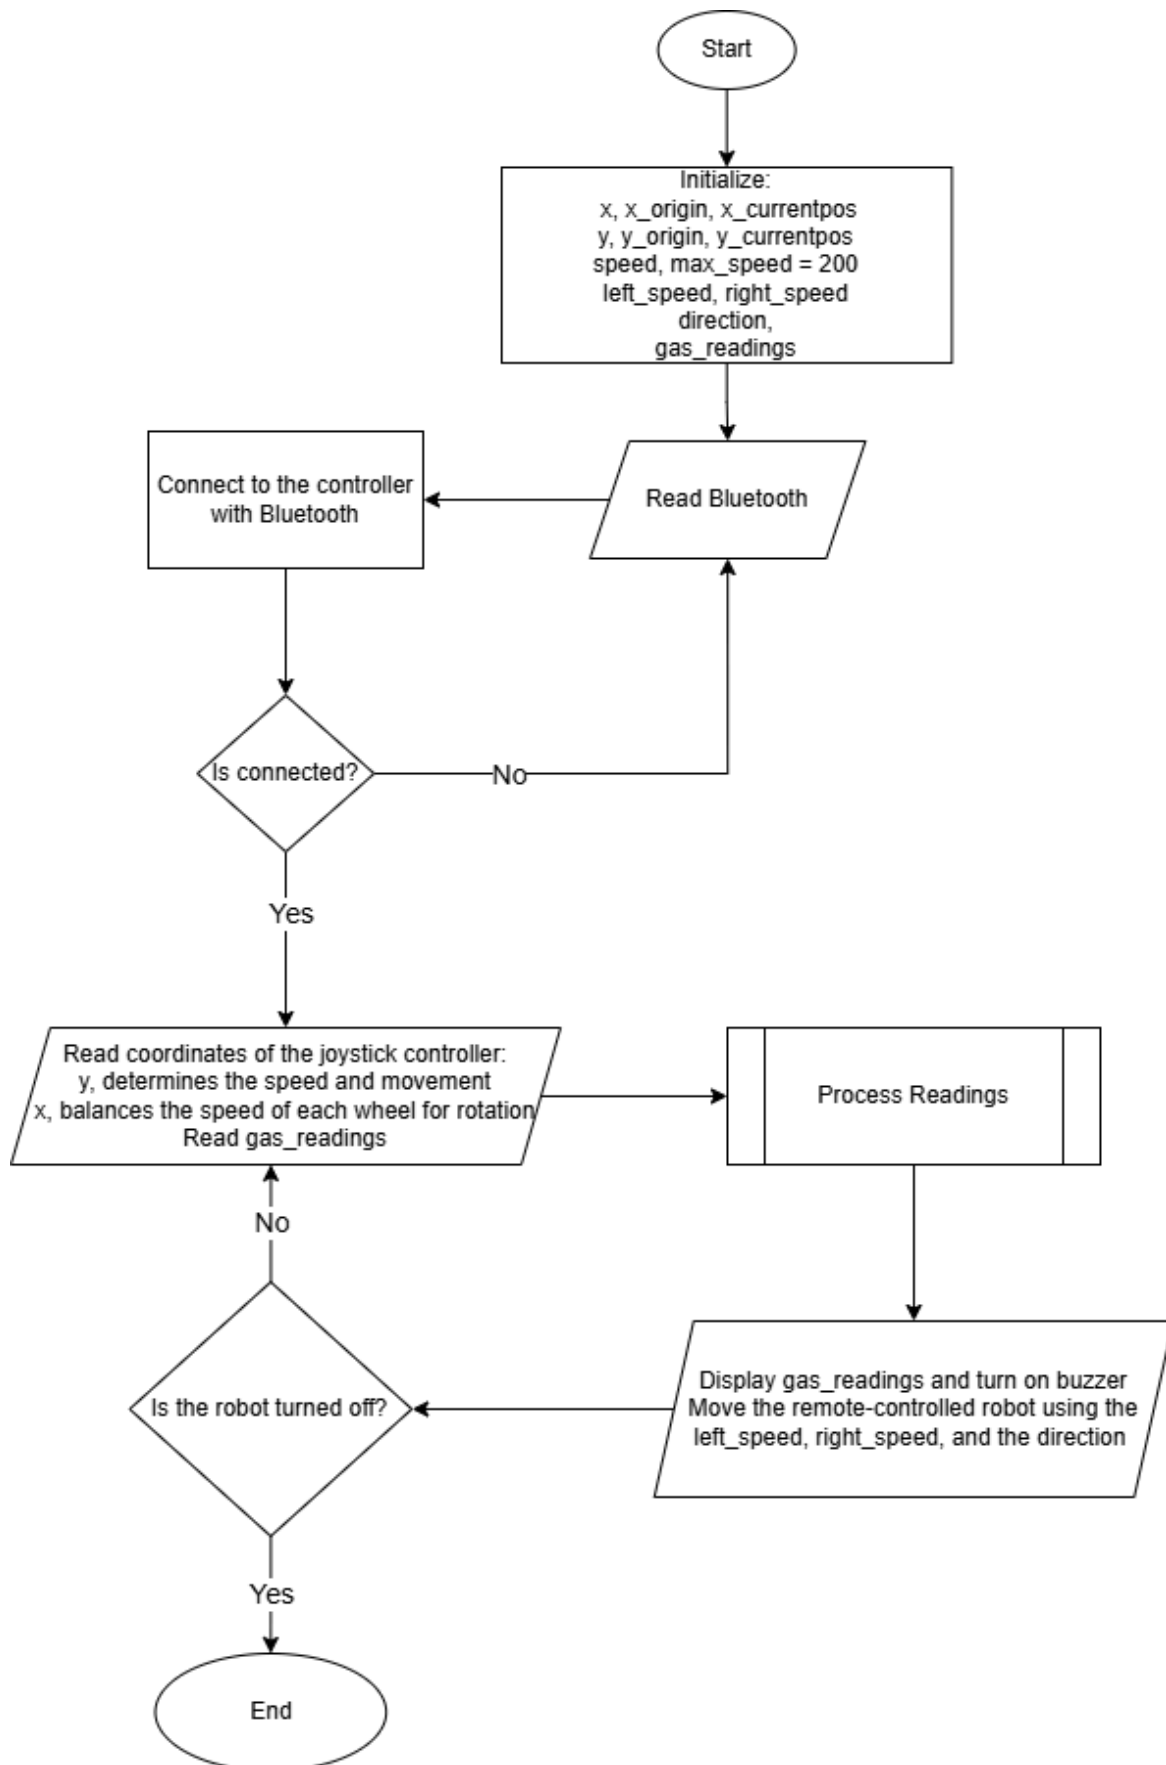 Start
Initialize:
x, x_origin, x_currentpos
y, y_origin, y_currentpos
speed, max_speed = 200
left_speed, right_speed
direction,
gas_readings
Read Bluetooth
Connect to the controller
with Bluetooth
Is connected?
No
Yes
Read coordinates of the joystick controller:
y, determines the speed and movement
x, balances the speed of each wheel for rotation
Read gas_readings
Process Readings
Display gas_readings and turn on buzzer
Move the remote-controlled robot using the
left_speed, right_speed, and the direction
Is the robot turned off?
No
Yes
End